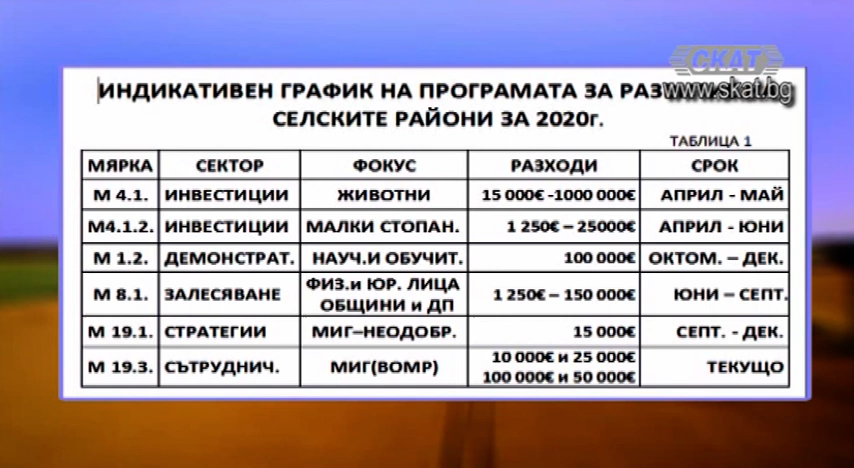 СКАТ
www.skat.bg
ИНДИКАТИВЕН ГРАФИК НА ПРОГРАМАТА ЗА
СЕЛСКИТЕ РАЙОНИ ЗА 2020г.
ТАБЛИЦА 1
МЯРКА СЕКТОР ФОКУС РАЗХОДИ СРОК
М 4.1. ИНВЕСТИЦИИ ЖИВОТНИ 15 000€ -1000 000€ АПРИЛ - МАЙ
М4.1.2. ИНВЕСТИЦИИ МАЛКИ СТОПАН. 1 250€ – 25000€ АПРИЛ - ЮНИ
М 1.2. ДЕМОНСТРАТ. НАУЧ.И ОБУЧИТ. 100 000€ ОКТОМ. – ДЕК.
М 8.1. ЗАЛЕСЯВАНЕ ФИЗ.и ЮР. ЛИЦА
ОБЩИНИ и ДП 1 250€ – 150 000€ ЮНИ – СЕПТ.
М 19.1. СТРАТЕГИИ МИГ–НЕОДОБР. 15 000€ СЕПТ. - ДЕК.
М 19.3. СЪТРУДНИЧ. МИГ(ВОМР) 10 000€ и 25 000€
100 000€ и 50 000€ ТЕКУЩО